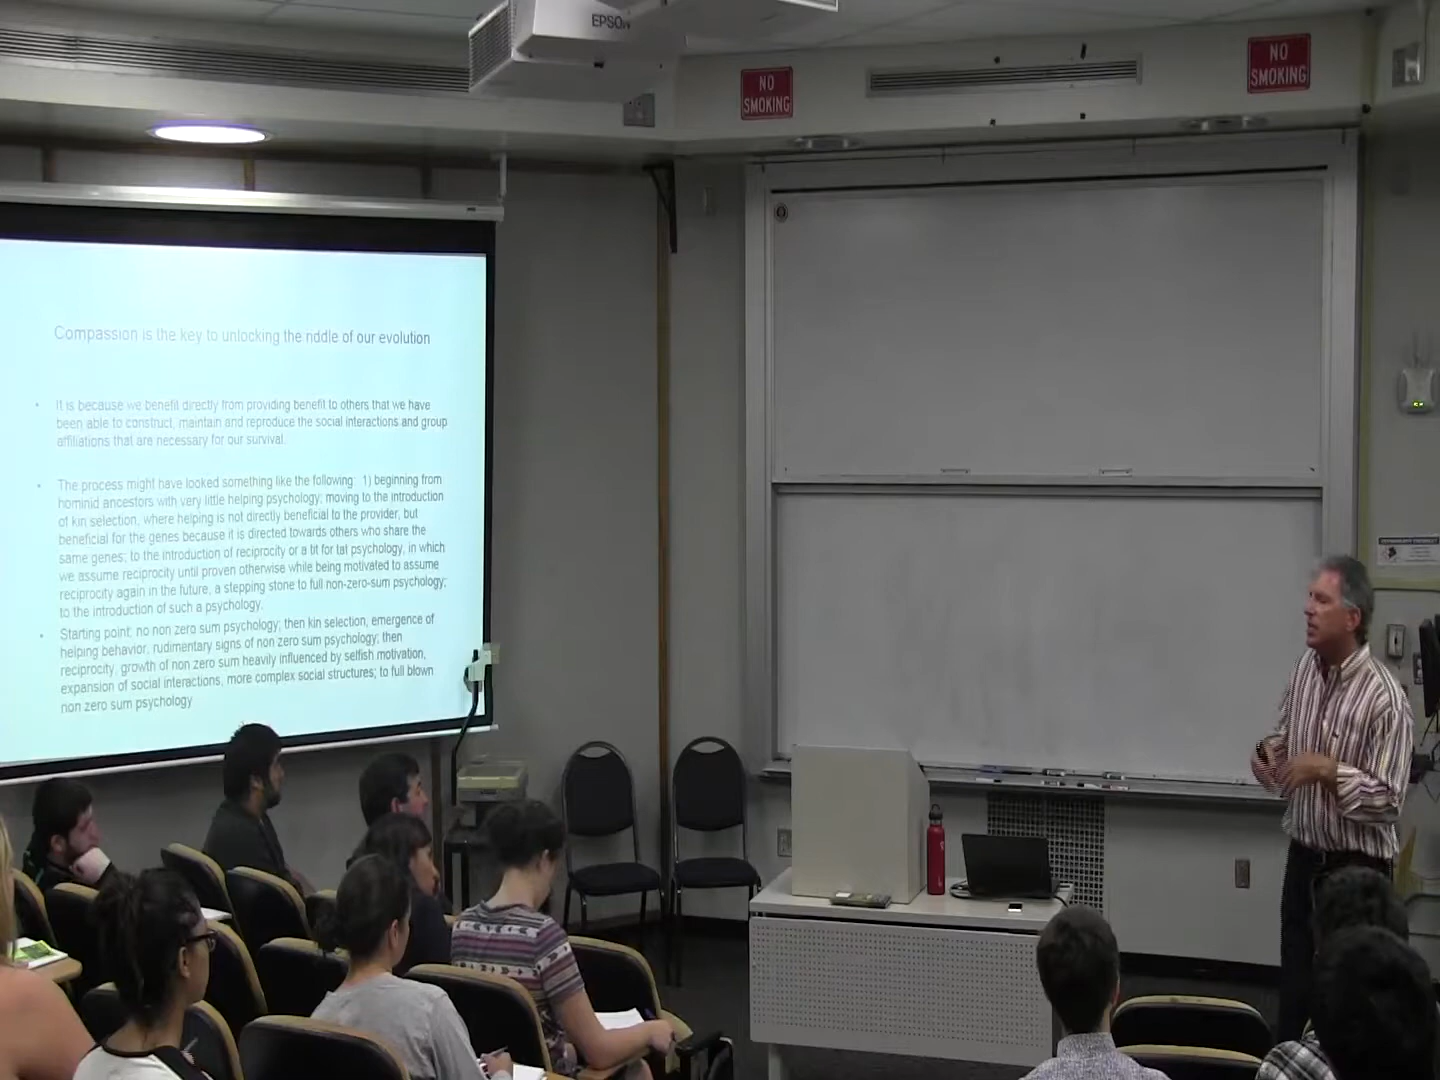 EPSON
NO
SMOKING
NO
SMOKING
Compassion is the key to unlocking the riddle of our evolution
• It is because we benefit directly from providing benefit to others that we have
been able to construct, maintain and reproduce the social interactions and group
affiliations that are necessary for our survival.
• The process might have looked something like the following: 1) beginning from
hominid ancestors with very little helping psychology; moving to the introduction
of kin selection, where helping is not directly beneficial to the provider, but
beneficial for the genes because it is directed towards others who share the
same genes; to the introduction of reciprocity or a tit for tat psychology, in which
we assume reciprocity until proven otherwise while being motivated to assume
reciprocity again in the future, a stepping stone to full non-zero-sum psychology;
to the introduction of such a psychology.
• Starting point: no non zero sum psychology; then kin selection, emergence of
helping behavior, rudimentary signs of non zero sum psychology; then
reciprocity, growth of non zero sum heavily influenced by selfish motivation,
expansion of social interactions, more complex social structures; to full blown
non zero sum psychology